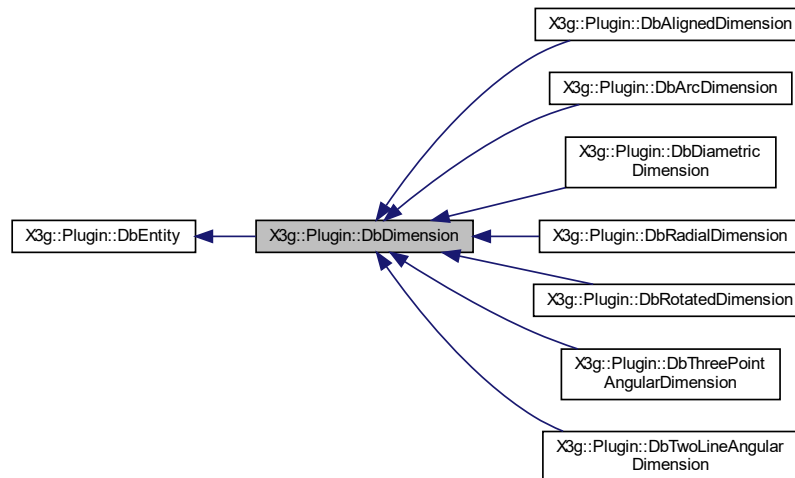 X3g::Plugin::DbEntity
X3g::Plugin::DbDimension
X3g::Plugin::DbAlignedDimension
X3g::Plugin::DbArcDimension
X3g::Plugin::DbDiametric
Dimension
X3g::Plugin::DbRadialDimension
X3g::Plugin::DbRotatedDimension
X3g::Plugin::DbThreePoint
AngularDimension
X3g::Plugin::DbTwoLineAngular
Dimension